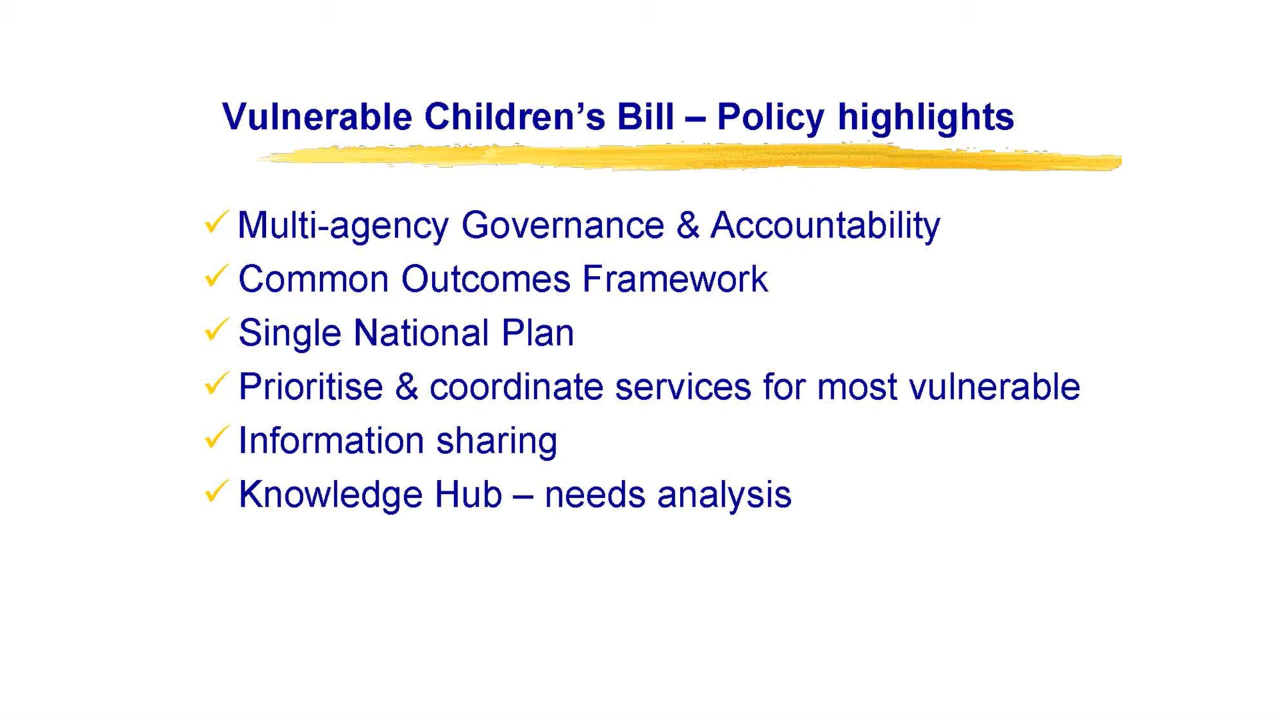 Vulnerable Children’s Bill – Policy highlights
Multi-agency Governance & Accountability
Common Outcomes Framework
Single National Plan
Prioritise & coordinate services for most vulnerable
Information sharing
Knowledge Hub – needs analysis